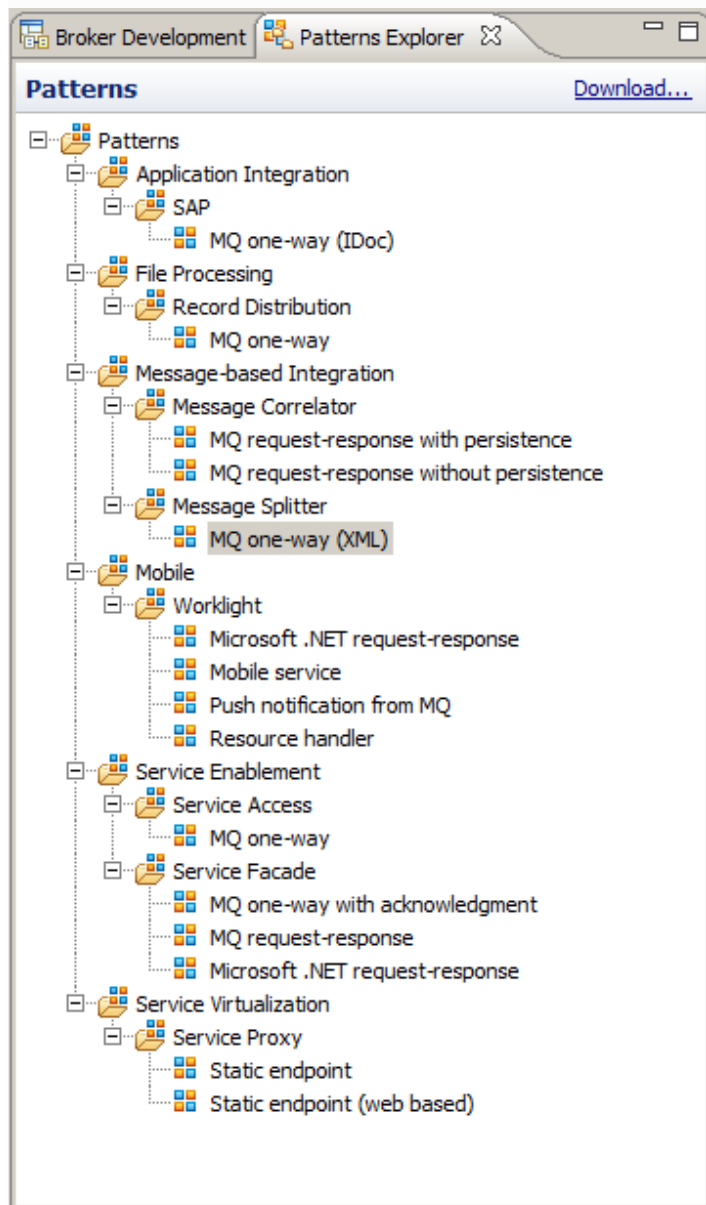 Broker Development Patterns Explorer
Patterns Download...
Patterns
Application Integration
SAP
MQ one-way (IDoc)
File Processing
Record Distribution
MQ one-way
Message-based Integration
Message Correlator
MQ request-response with persistence
MQ request-response without persistence
Message Splitter
MQ one-way (XML)
Mobile
Worklight
Microsoft .NET request-response
Mobile service
Push notification from MQ
Resource handler
Service Enablement
Service Access
MQ one-way
Service Facade
MQ one-way with acknowledgment
MQ request-response
Microsoft .NET request-response
Service Virtualization
Service Proxy
Static endpoint
Static endpoint (web based)